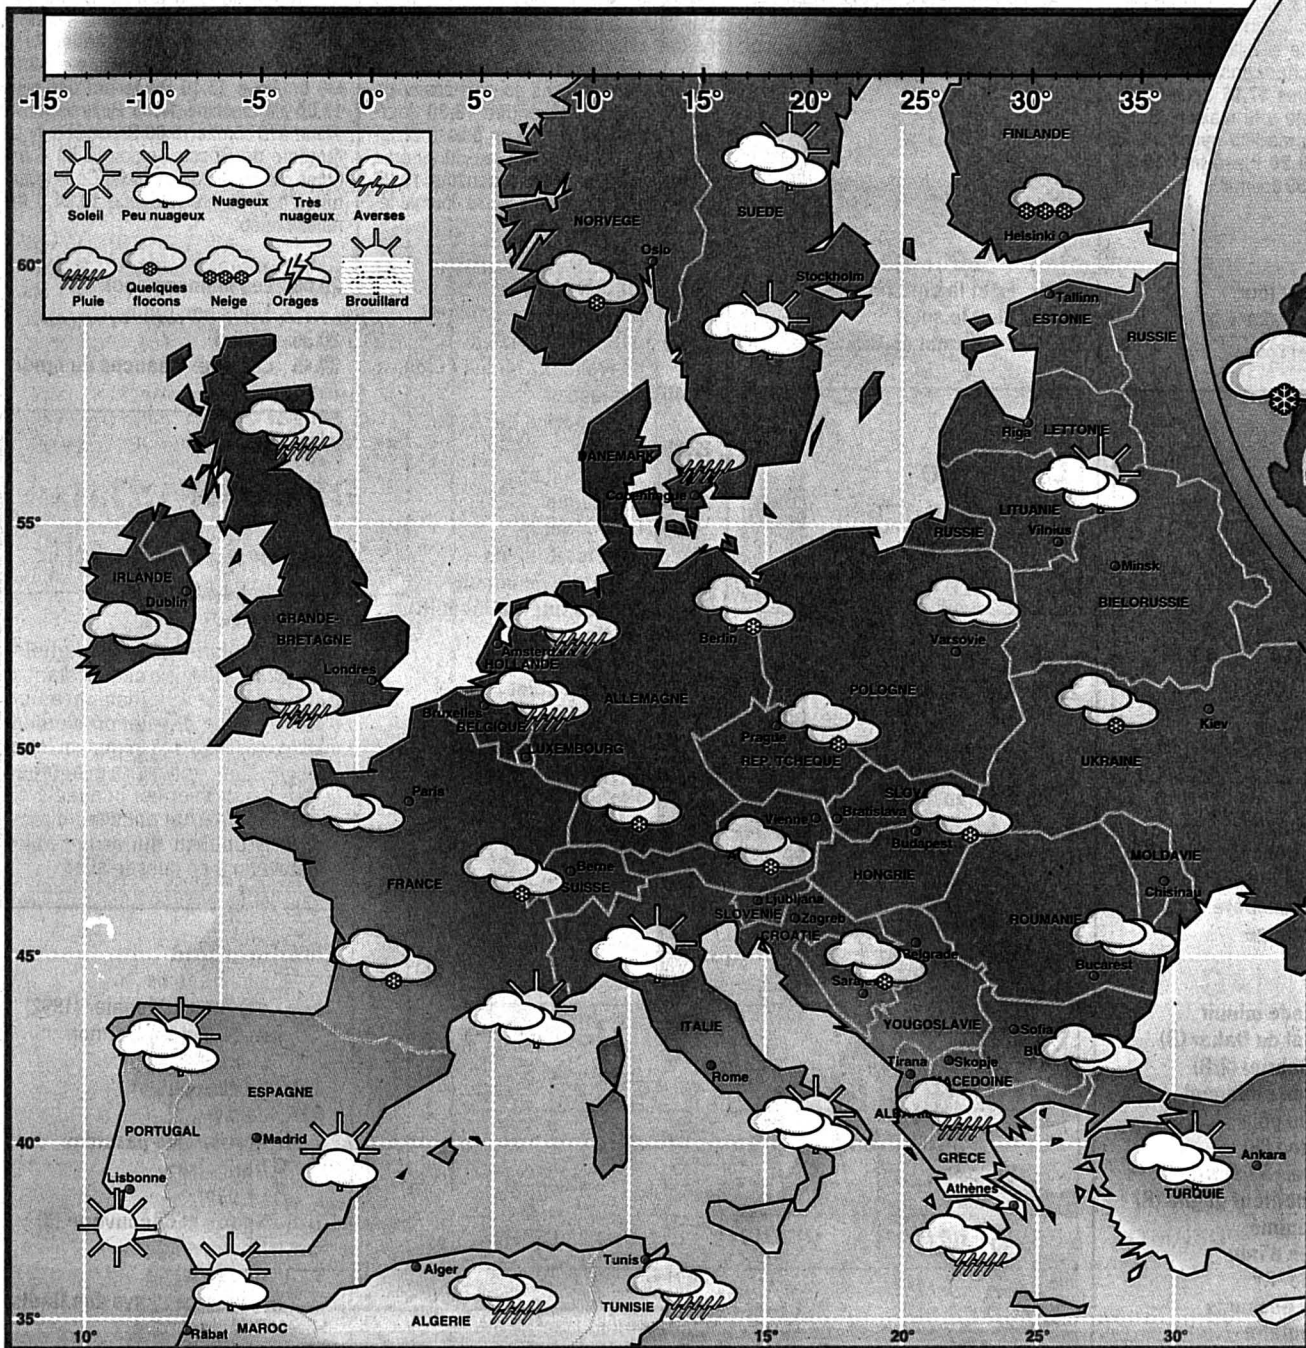 -15° -10° -5° 0° 5° 10° 15° 20° 25° 30° 35°
Soleil
Peu nuageux
Nuageux
Très
nuageux
Averses
Pluie
Quelques
flocons
Neige
Orages
Brouillard
FINLANDE
Helsinki
NORVEGE
SUEDE
Oslo
60°
Stockholm
Tallinn
ESTONIE
RUSSIE
Riga
LETTONIE
DANEMARK
Copenhague
LITUANIE
Vilnius
55°
RUSSIE
Minsk
BIELORUSSIE
IRLANDE
Dublin
GRANDE-
BRETAGNE
Londres
Berlin
Varsovie
HOLLANDE
ALLEMAGNE
POLOGNE
Bruxelles
BELGIQUE
LUXEMBOURG
Prague
REP. TCHEQUE
Kiev
UKRAINE
50°
Paris
Vienne
Bratislava
Budapest
MOLDAVIE
Chisinau
FRANCE
Berne
SUISSE
HONGRIE
Ljubljana
SLOVENIE
Zagreb
CROATIE
ROUMANIE
Belgrade
Bucarest
45°
ITALIE
YOUGOSLAVIE
Sofia
Rome
Tirana
Skopje
MACEDOINE
ESPAGNE
PORTUGAL
Madrid
40°
GRECE
Ankara
Lisbonne
Athènes
TURQUIE
Alger
Tunis
TUNISIE
ALGERIE
MAROC
Rabat
35°
10° 15° 20° 25° 30°